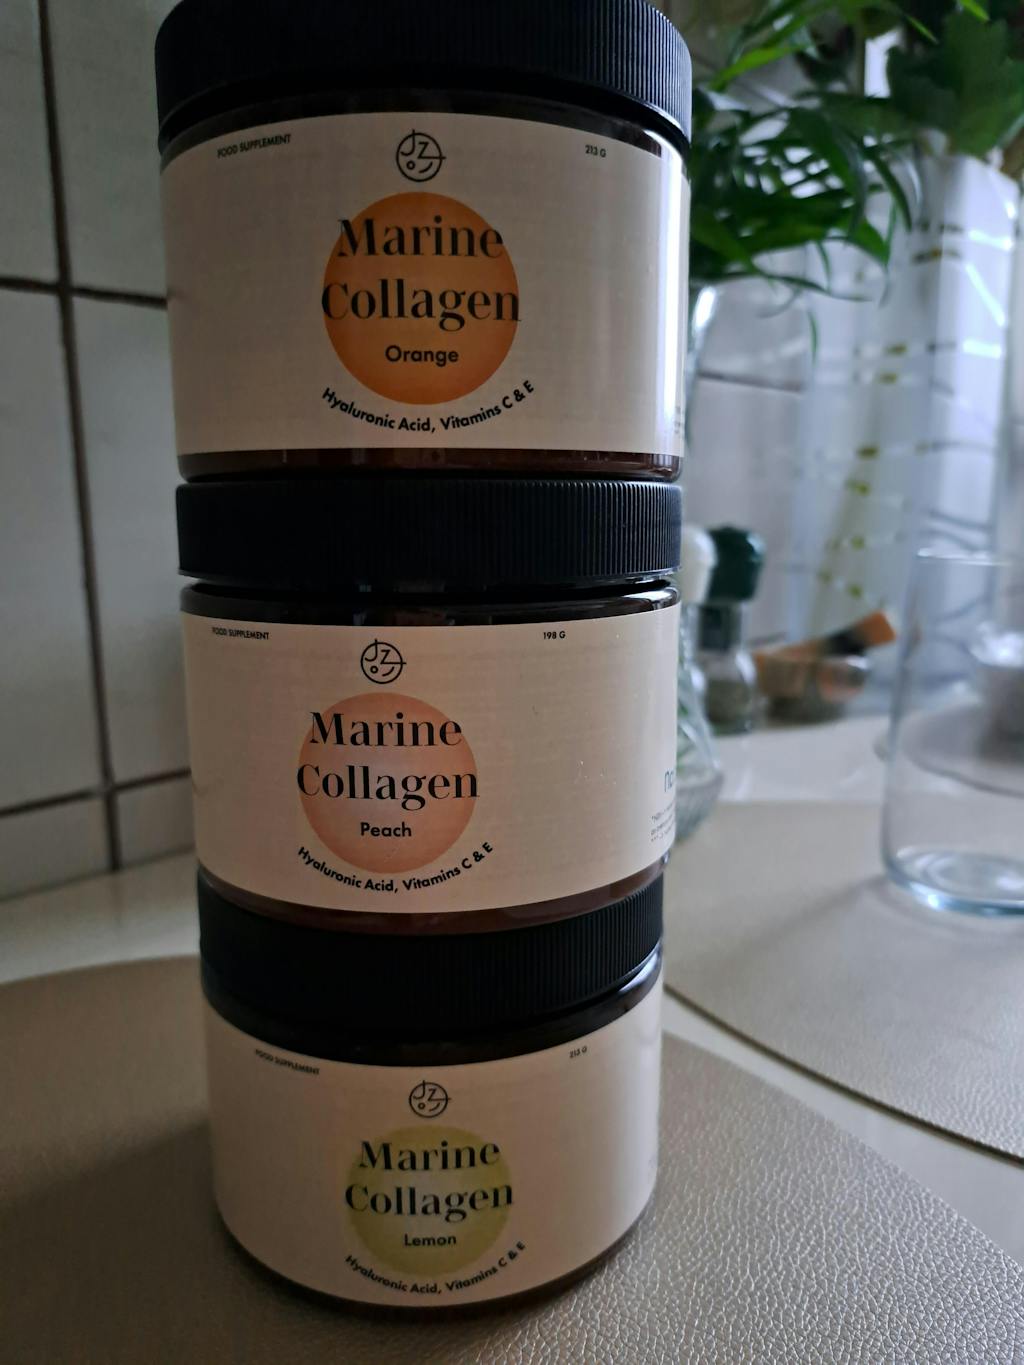 FOOD SUPPLEMENT
213 G
Marine
Collagen
Orange
Hyaluronic Acid, Vitamins C & E
FOOD SUPPLEMENT
198 G
Marine
Collagen
Peach
Hyaluronic Acid, Vitamins C & E
FOOD SUPPLEMENT
213 G
Marine
Collagen
Lemon
Hyaluronic Acid, Vitamins C & E